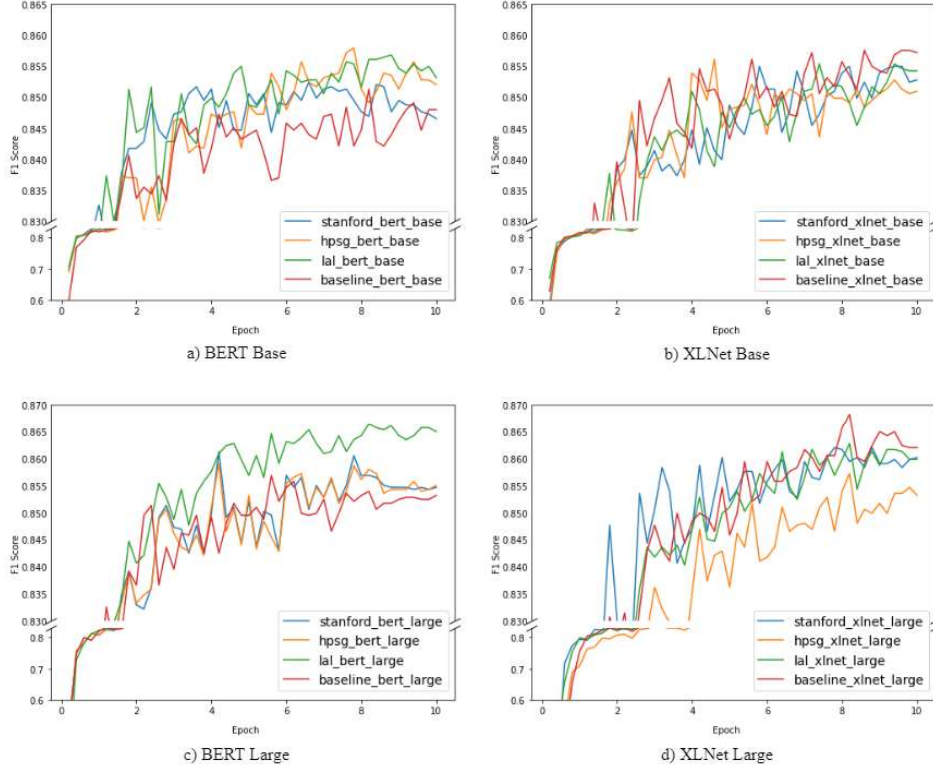 0.865
0.860
0.855
0.850
0.845
0.840
0.835
0.830
0.8
0.7
0.6
F1 Score
0 2 4 6 8 10
Epoch
stanford_bert_base
hpsg_bert_base
lal_bert_base
baseline_bert_base
a) BERT Base
0.865
0.860
0.855
0.850
0.845
0.840
0.835
0.830
0.8
0.7
0.6
F1 Score
0 2 4 6 8 10
Epoch
stanford_xlnet_base
hpsg_xlnet_base
lal_xlnet_base
baseline_xlnet_base
b) XLNet Base
0.870
0.865
0.860
0.855
0.850
0.845
0.840
0.835
0.830
0.8
0.7
0.6
F1 Score
0 2 4 6 8 10
Epoch
stanford_bert_large
hpsg_bert_large
lal_bert_large
baseline_bert_large
c) BERT Large
0.870
0.865
0.860
0.855
0.850
0.845
0.840
0.835
0.830
0.8
0.7
0.6
F1 Score
0 2 4 6 8 10
Epoch
stanford_xlnet_large
hpsg_xlnet_large
lal_xlnet_large
baseline_xlnet_large
d) XLNet Large